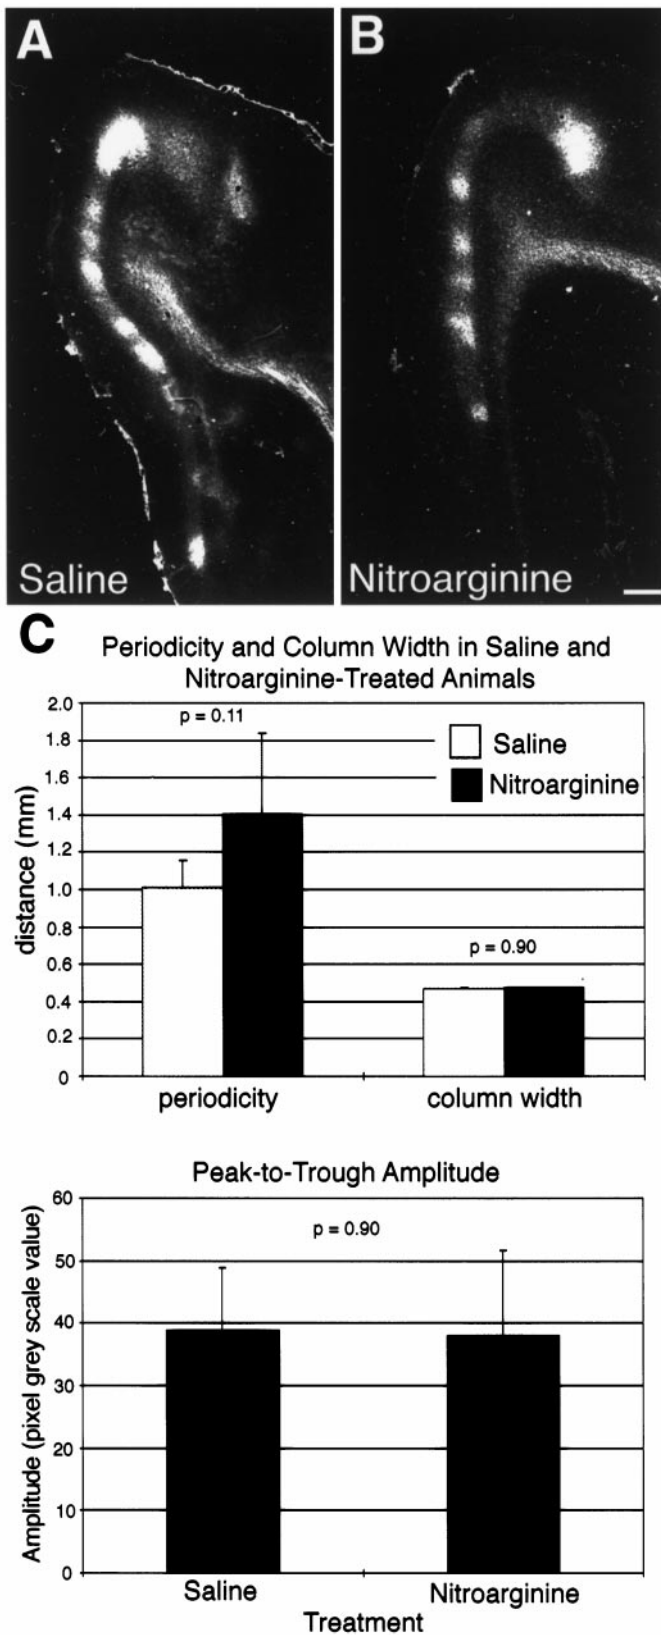 A
B
Saline
Nitroarginine
C
Periodicity and Column Width in Saline and
Nitroarginine-Treated Animals
2.0
1.8
1.6
1.4
1.2
1.0
0.8
0.6
0.4
0.2
0
distance (mm)
p = 0.11
Saline
Nitroarginine
p = 0.90
periodicity
column width
Peak-to-Trough Amplitude
60
50
40
30
20
10
0
Amplitude (pixel grey scale value)
p = 0.90
Saline
Nitroarginine
Treatment